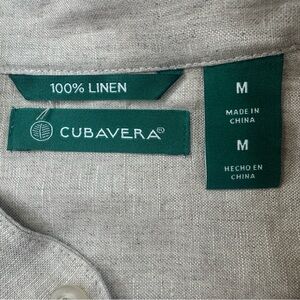 100% LINEN
CUBAVERA®
M
MADE IN
CHINA
M
HECHO EN
CHINA